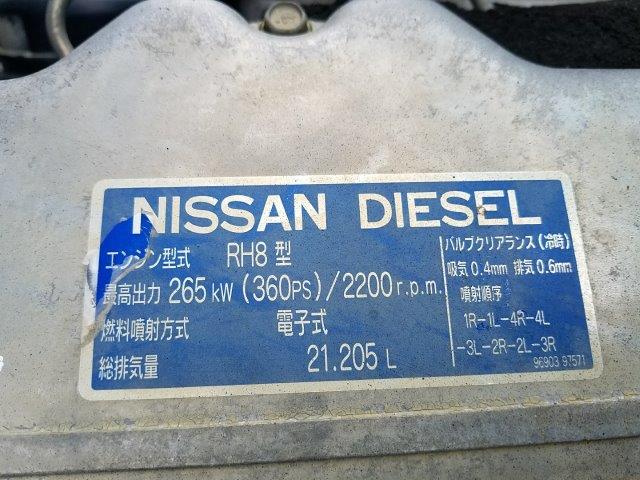 NISSAN DIESEL
エンジン型式 RH8 型
最高出力 265 kW (360PS)/2200 r.p.m.
燃料噴射方式 電子式
総排気量 21.205 L
バルブクリアランス(冷時)
吸気 0.4mm 排気 0.6mm
噴射順序
1R-1L-4R-4L
-3L-2R-2L-3R
96903 97571